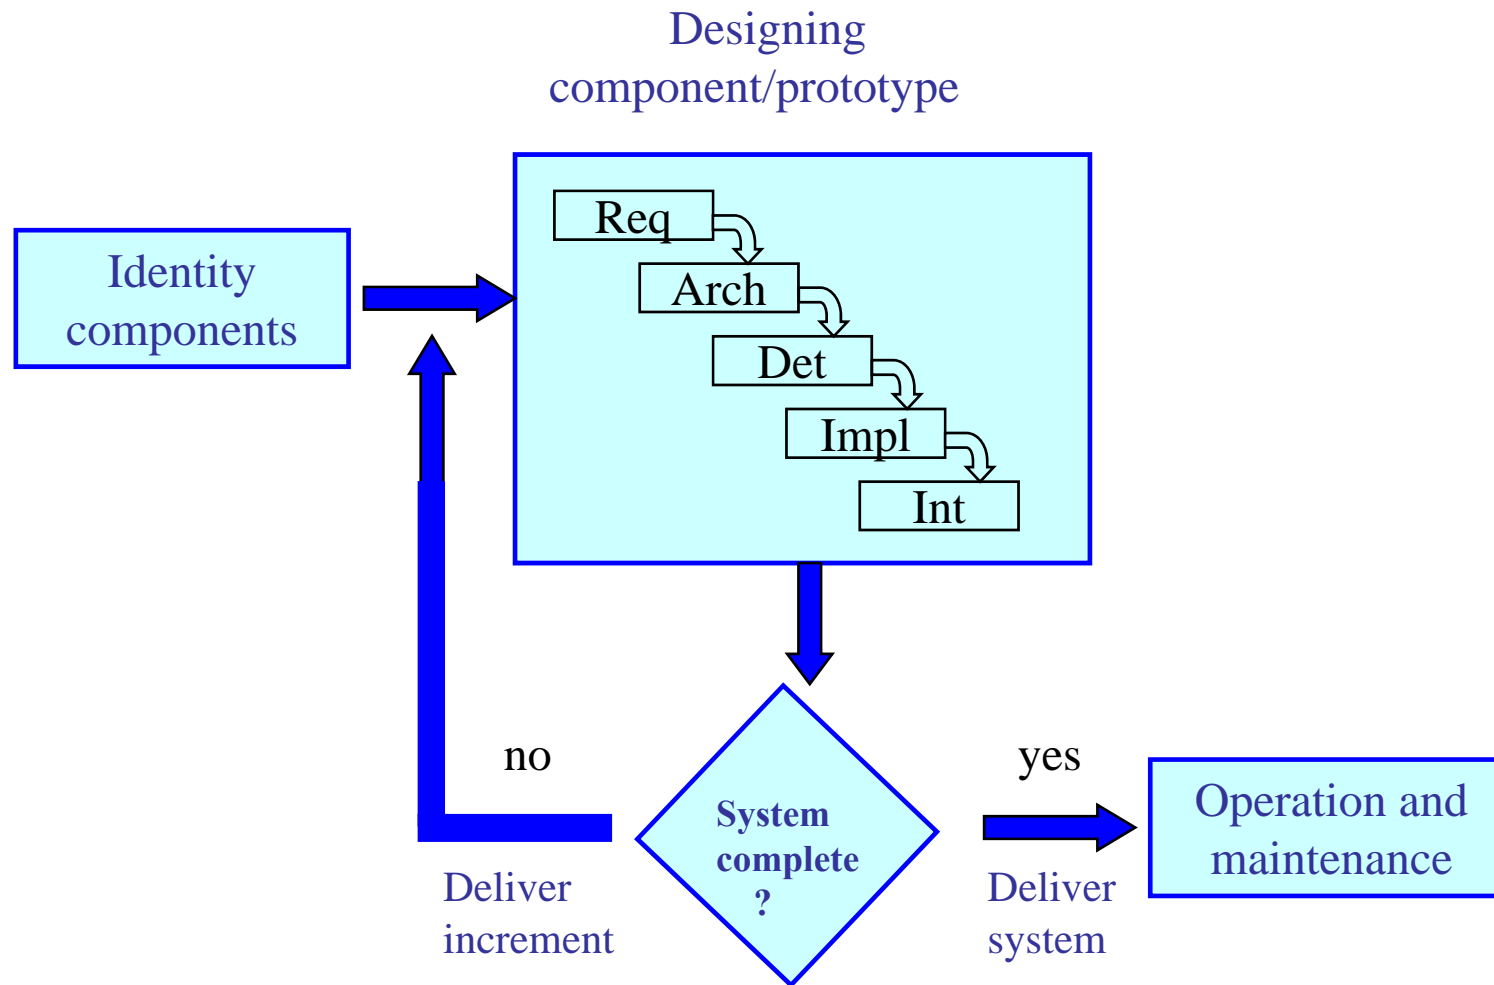 Designing
component/prototype
Identity
components
Req
Arch
Det
Impl
Int
no
yes
System
complete
?
Deliver
increment
Deliver
system
Operation and
maintenance